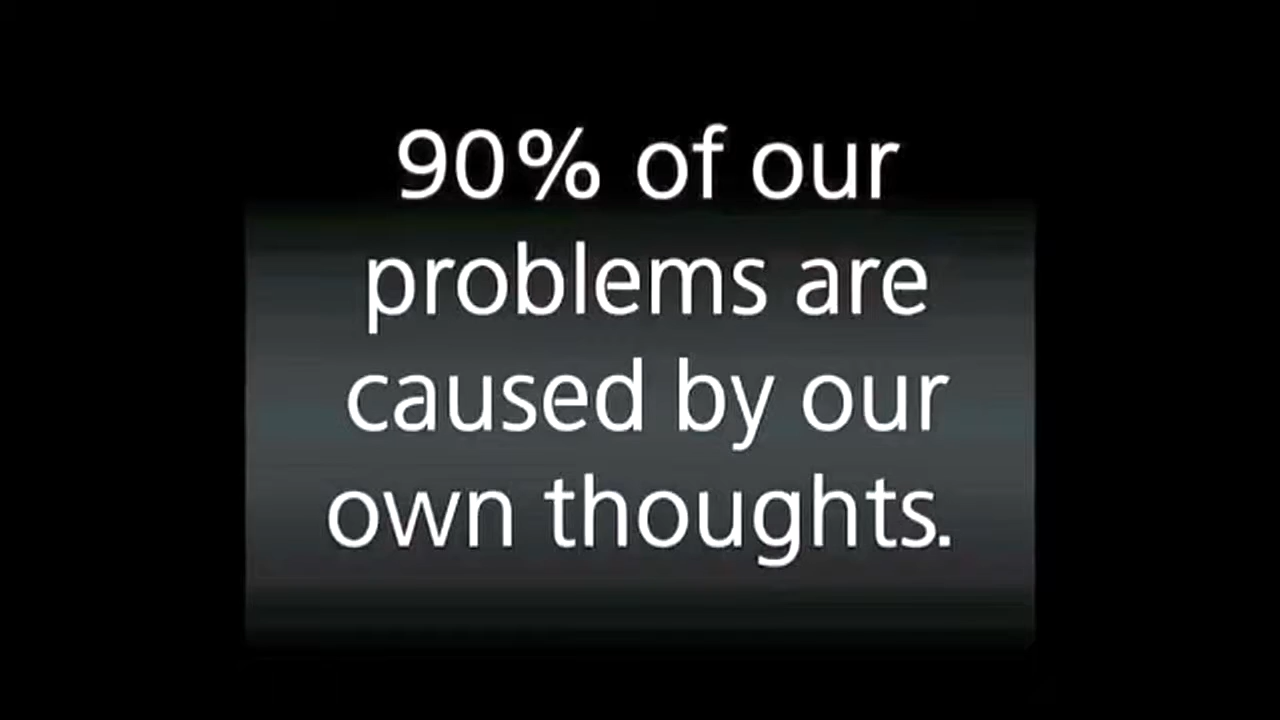 90% of our
problems are
caused by our
own thoughts.